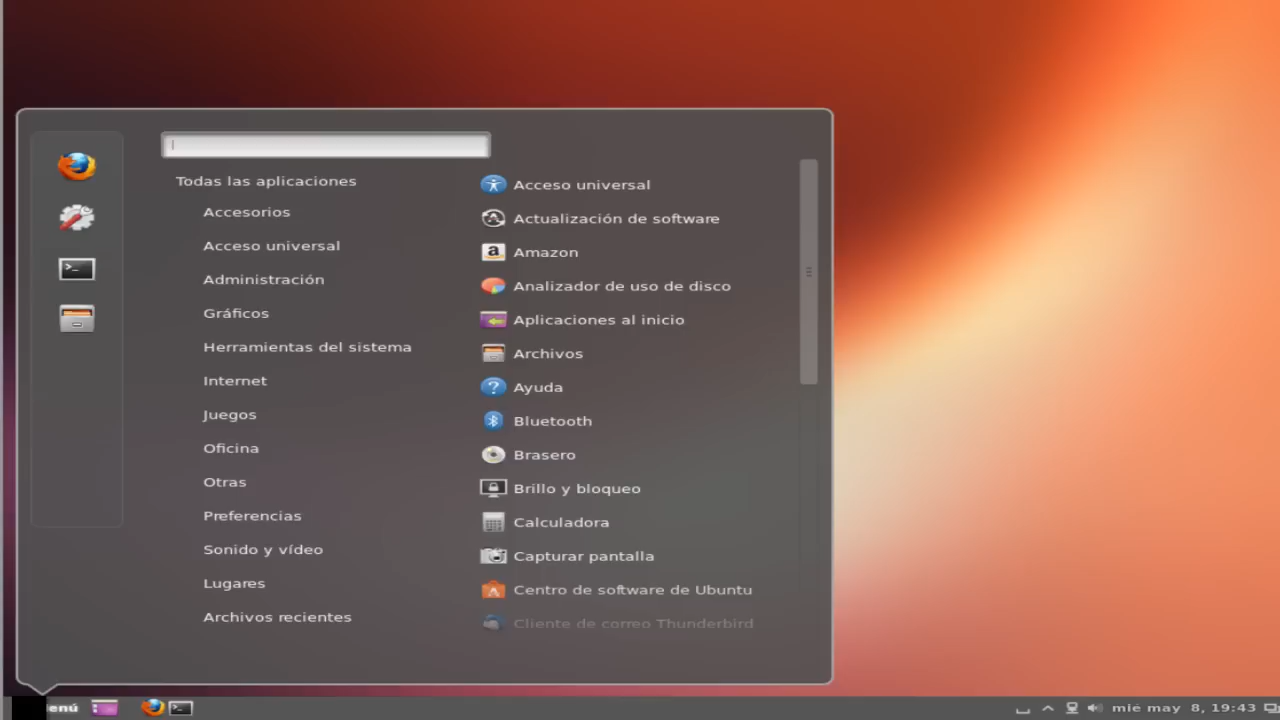 Todas las aplicaciones
Accesorios
Acceso universal
Administración
Gráficos
Herramientas del sistema
Internet
Juegos
Oficina
Otras
Preferencias
Sonido y vídeo
Lugares
Archivos recientes
Acceso universal
Actualización de software
Amazon
Analizador de uso de disco
Aplicaciones al inicio
Archivos
Ayuda
Bluetooth
Brasero
Brillo y bloqueo
Calculadora
Capturar pantalla
Centro de software de Ubuntu
Cliente de correo Thunderbird
enú
mié may 8, 19:43